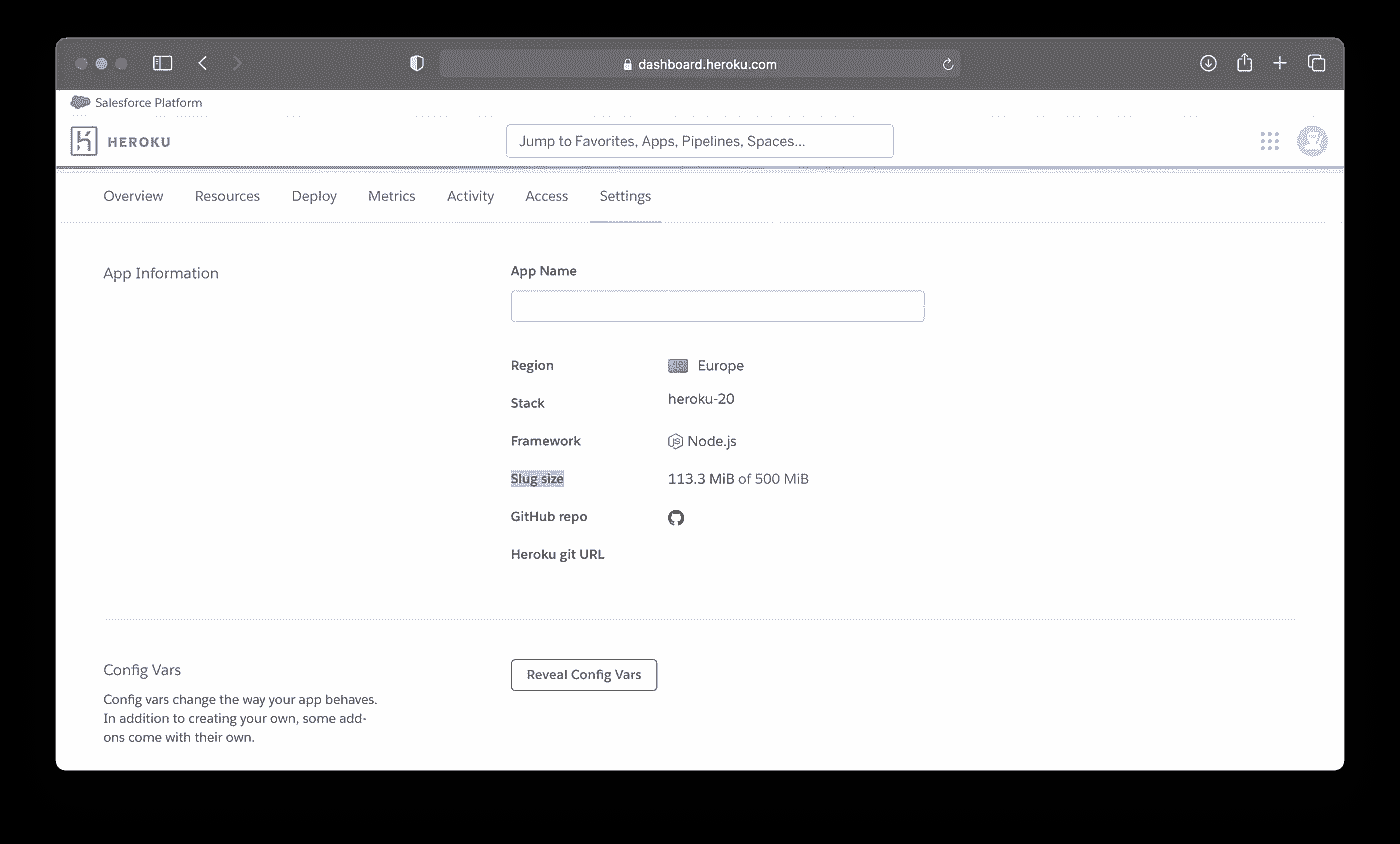 dashboard.heroku.com
Salesforce Platform
HEROKU
Jump to Favorites, Apps, Pipelines, Spaces...
Overview Resources Deploy Metrics Activity Access Settings
App Information
App Name
Region Europe
Stack heroku-20
Framework Node.js
Slug size 113.3 MiB of 500 MiB
GitHub repo
Heroku git URL
Config Vars
Reveal Config Vars
Config vars change the way your app behaves.
In addition to creating your own, some add-
ons come with their own.